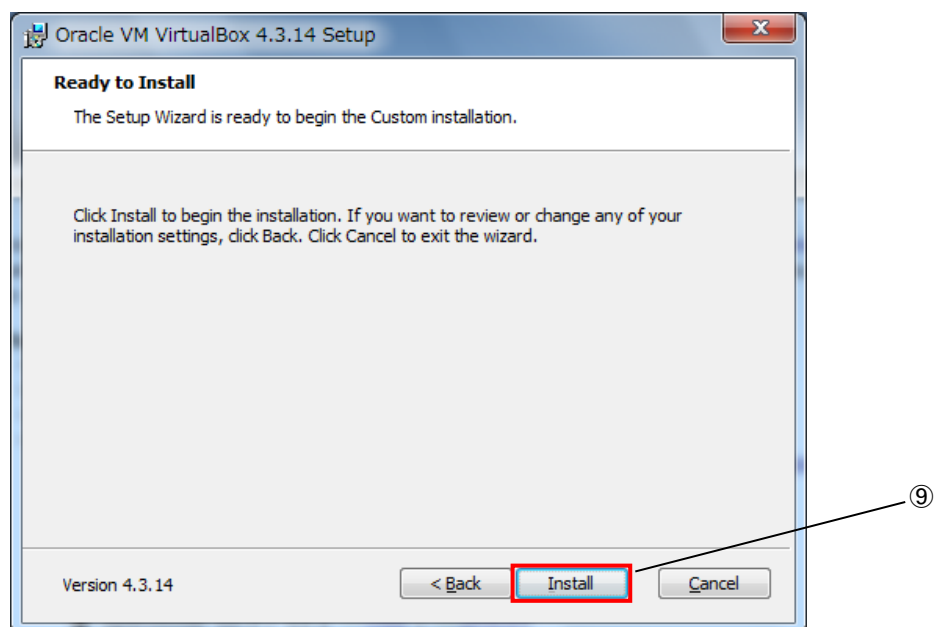 Oracle VM VirtualBox 4.3.14 Setup
X
Ready to Install
The Setup Wizard is ready to begin the Custom installation.
Click Install to begin the installation. If you want to review or change any of your
installation settings, click Back. Click Cancel to exit the wizard.
⑨
Version 4.3.14 < Back Install Cancel